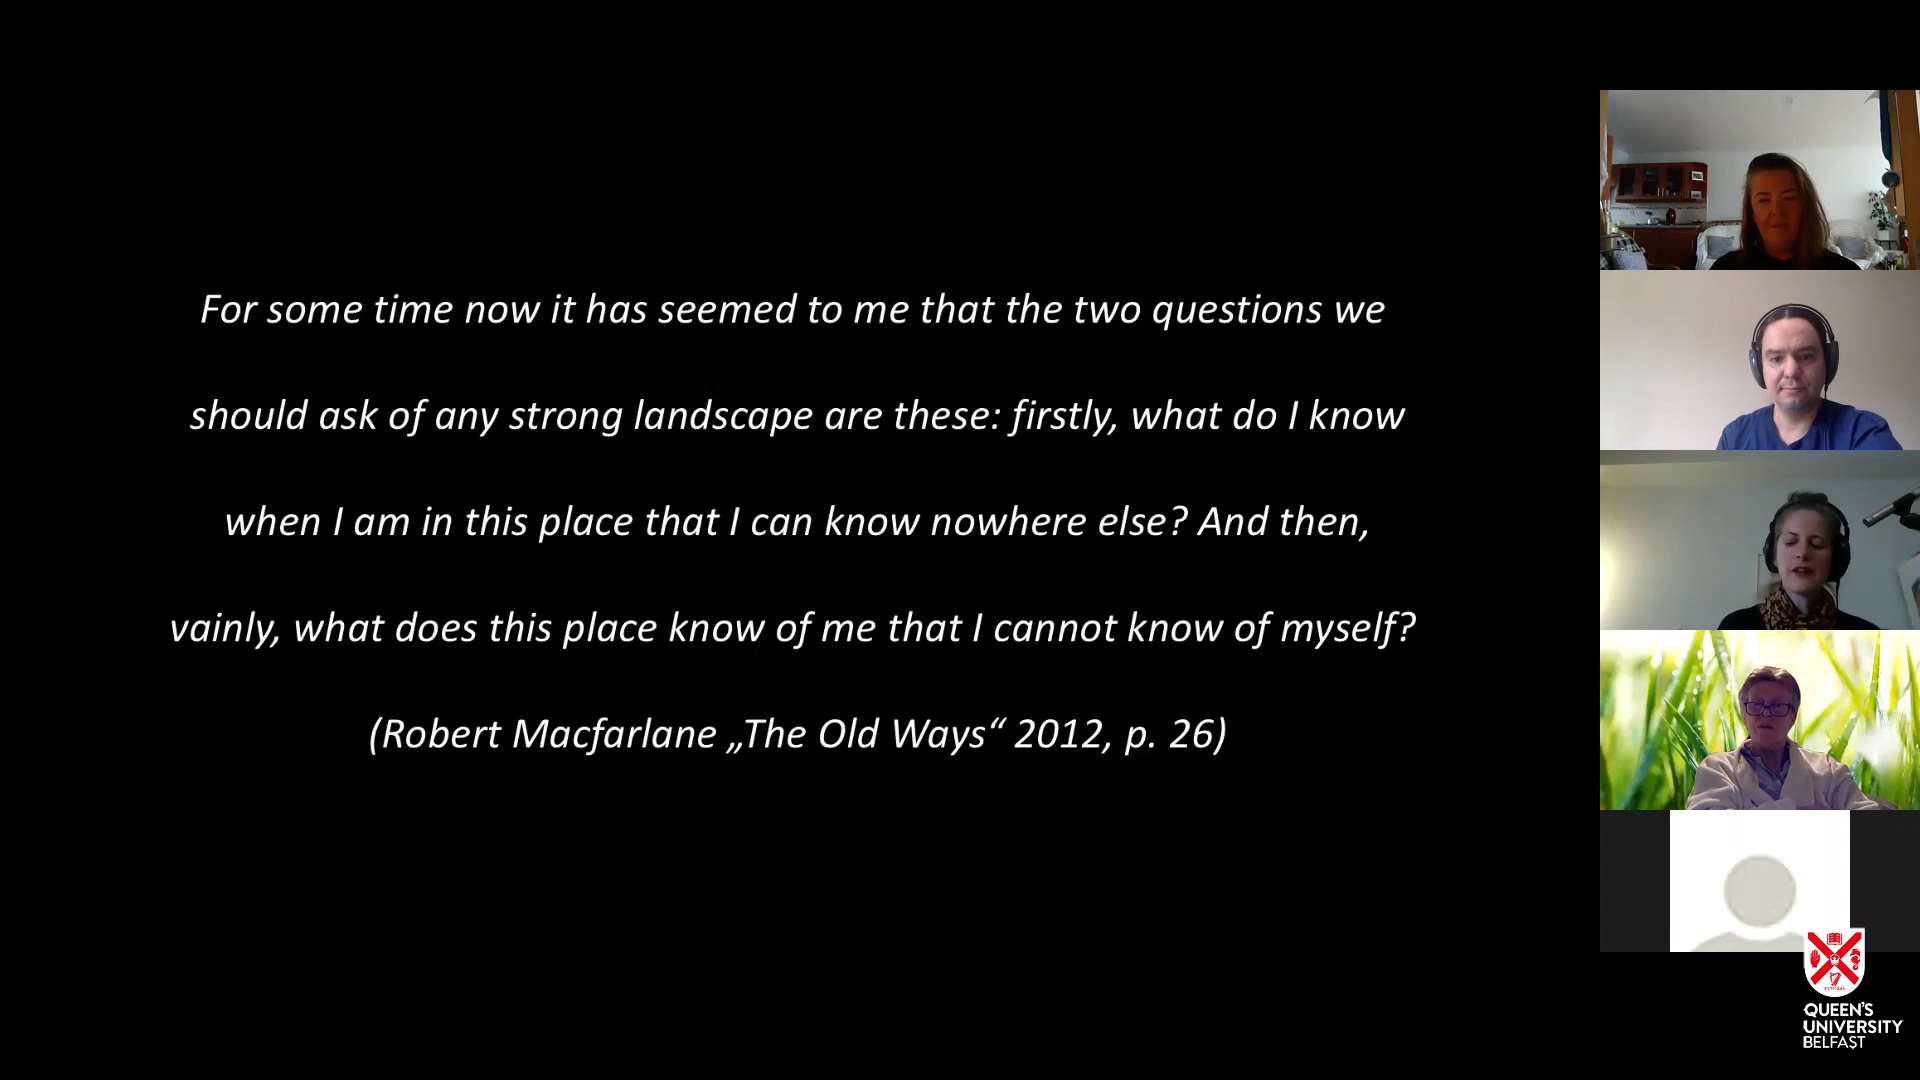 For some time now it has seemed to me that the two questions we
should ask of any strong landscape are these: firstly, what do I know
when I am in this place that I can know nowhere else? And then,
vainly, what does this place know of me that I cannot know of myself?
(Robert Macfarlane „The Old Ways“ 2012, p. 26)
QUEEN'S
UNIVERSITY
BELFAST